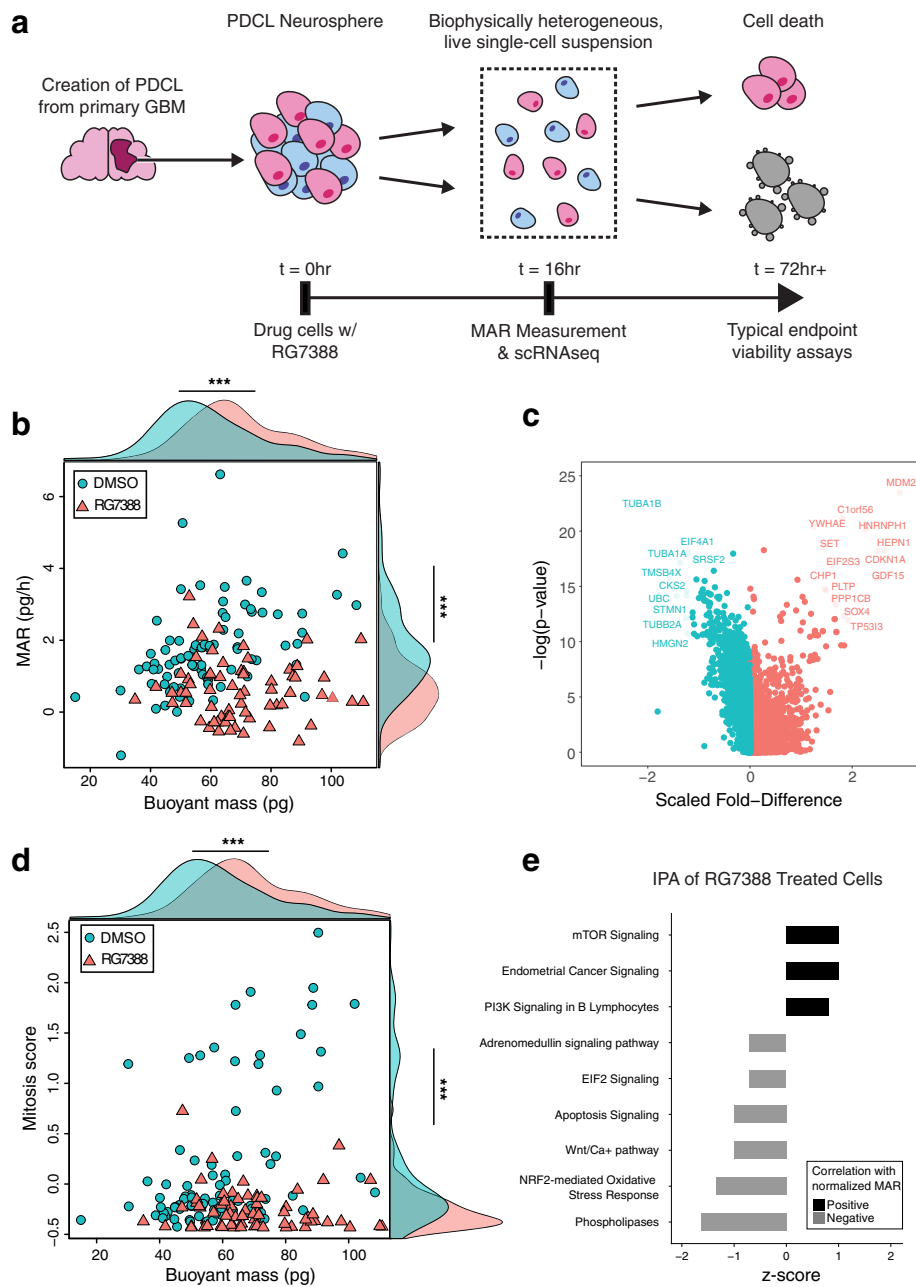 a
PDCL Neurosphere
Biophysically heterogeneous,
live single-cell suspension
Cell death
Creation of PDCL
from primary GBM
t = 0hr
t = 16hr
t = 72hr+
Drug cells w/
RG7388
MAR Measurement
& scRNAseq
Typical endpoint
viability assays
b
***
DMSO
RG7388
MAR (pg/h)
6
4
2
0
***
20 40 60 80 100
Buoyant mass (pg)
c
−log(p−value)
25
20
15
10
5
0
MDM2
TUBA1B
C1orf56
YWHAE
HNRNPH1
EIF4A1
SET
HEPN1
TUBA1A
SRSF2
EIF2S3
CDKN1A
TMSB4X
CHP1
GDF15
CKS2
PLTP
UBC
PPP1CB
STMN1
SOX4
TUBB2A
TP53I3
HMGN2
−2 0 2
Scaled Fold−Difference
d
***
DMSO
RG7388
Mitosis score
2.5
2.0
1.5
1.0
0.5
0.0
−0.5
***
20 40 60 80 100
Buoyant mass (pg)
e
IPA of RG7388 Treated Cells
mTOR Signaling
Endometrial Cancer Signaling
PI3K Signaling in B Lymphocytes
Adrenomedullin signaling pathway
EIF2 Signaling
Apoptosis Signaling
Wnt/Ca+ pathway
NRF2-mediated Oxidative
Stress Response
Phospholipases
Correlation with
normalized MAR
Positive
Negative
−2 −1 0 1 2
z-score